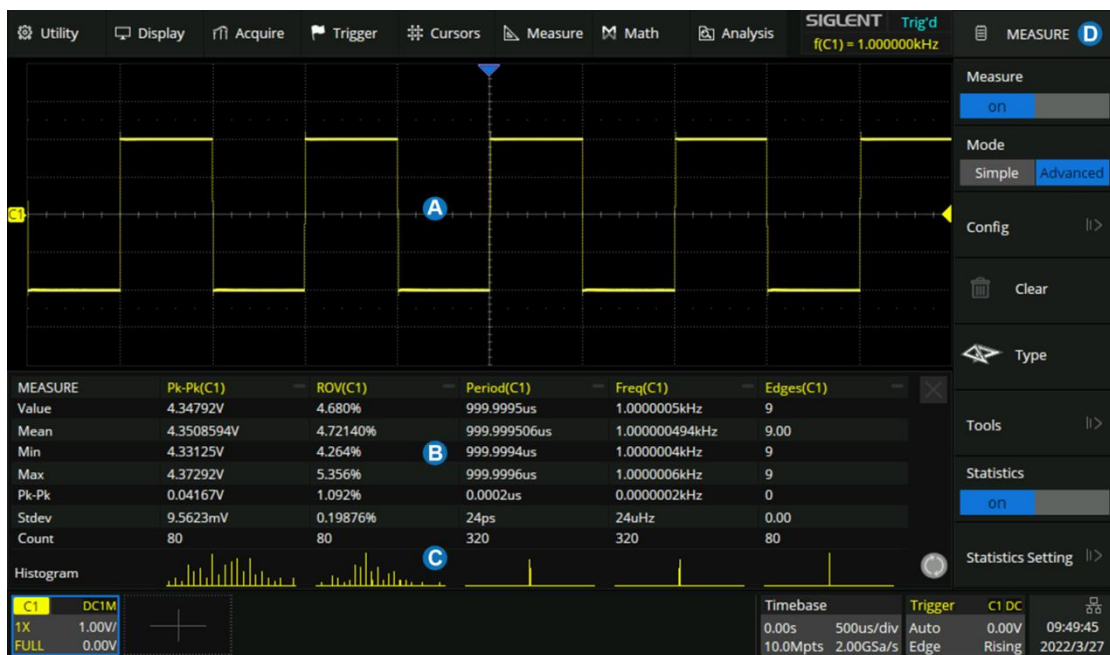 Utility Display Acquire Trigger Cursors Measure Math Analysis SIGLENT Trig'd MEASURE D
f(C1) = 1.000000kHz
Measure
on
Mode
Simple Advanced
A
C1
Config
Clear
Type
MEASURE Pk-Pk(C1) ROV(C1) Period(C1) Freq(C1) Edges(C1)
Value 4.34792V 4.680% 999.9995us 1.0000005kHz 9
Mean 4.3508594V 4.72140% 999.999506us 1.000000494kHz 9.00
Tools
Min 4.33125V 4.264% B 999.9994us 1.0000004kHz 9
Max 4.37292V 5.356% 999.9996us 1.0000006kHz 9
Statistics
Pk-Pk 0.04167V 1.092% 0.0002us 0.0000002kHz 0
on
Stdev 9.5623mV 0.19876% 24ps 24uHz 0.00
Count 80 80 320 320 80
C
Statistics Setting
Histogram
C1 DC1M Timebase Trigger C1 DC
1X 1.00V/ 0.00s 500us/div Auto 0.00V 09:49:45
FULL 0.00V 10.0Mpts 2.00GSa/s Edge Rising 2022/3/27